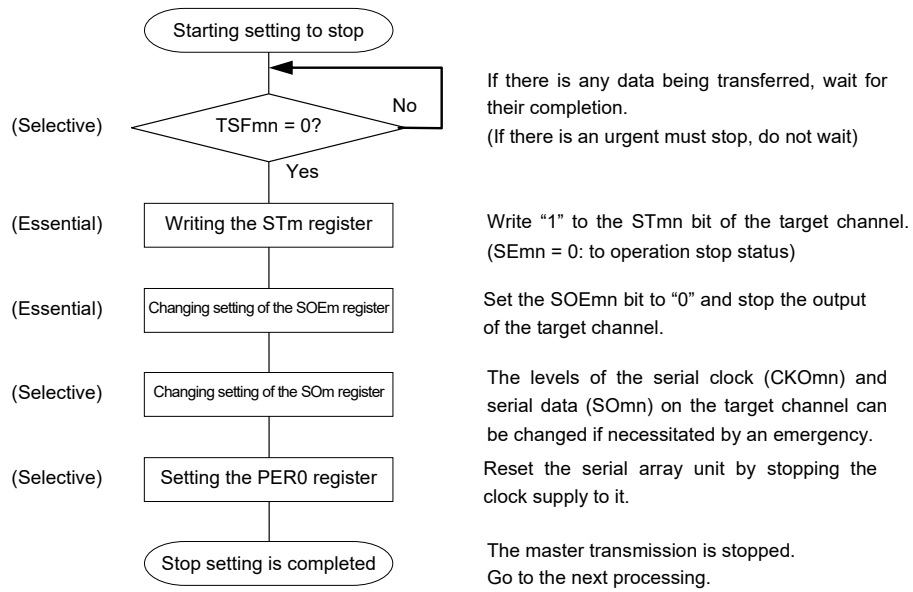 Starting setting to stop
No
If there is any data being transferred, wait for
their completion.
(If there is an urgent must stop, do not wait)
(Selective)
TSFmn = 0?
Yes
(Essential)
Writing the STm register
Write “1” to the STmn bit of the target channel.
(SEmn = 0: to operation stop status)
(Essential)
Changing setting of the SOEm register
Set the SOEmn bit to “0” and stop the output
of the target channel.
(Selective)
Changing setting of the SOm register
The levels of the serial clock (CKOmn) and
serial data (SOmn) on the target channel can
be changed if necessitated by an emergency.
(Selective)
Setting the PER0 register
Reset the serial array unit by stopping the
clock supply to it.
Stop setting is completed
The master transmission is stopped.
Go to the next processing.